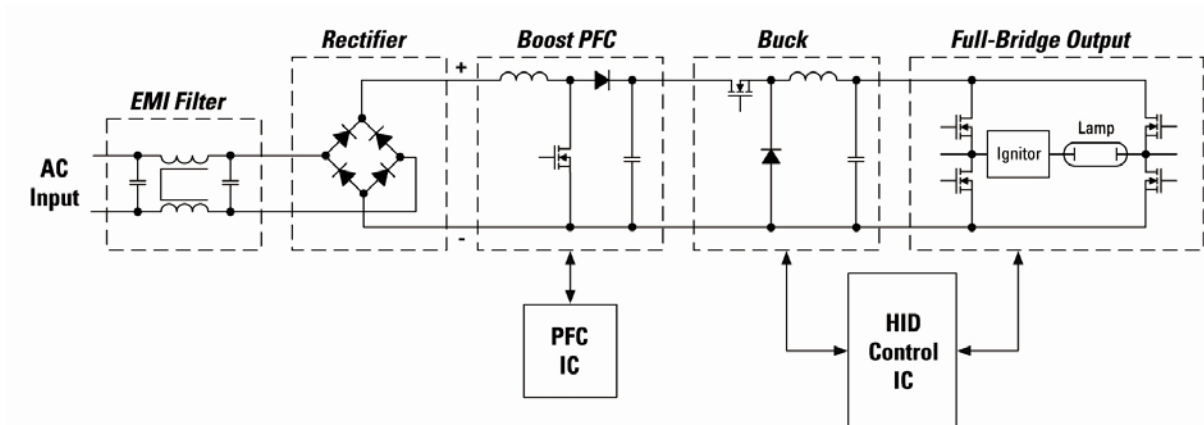 Rectifier
Boost PFC
Buck
Full-Bridge Output
EMI Filter
+
Lamp
Ignitor
AC
Input
-
PFC
IC
HID
Control
IC